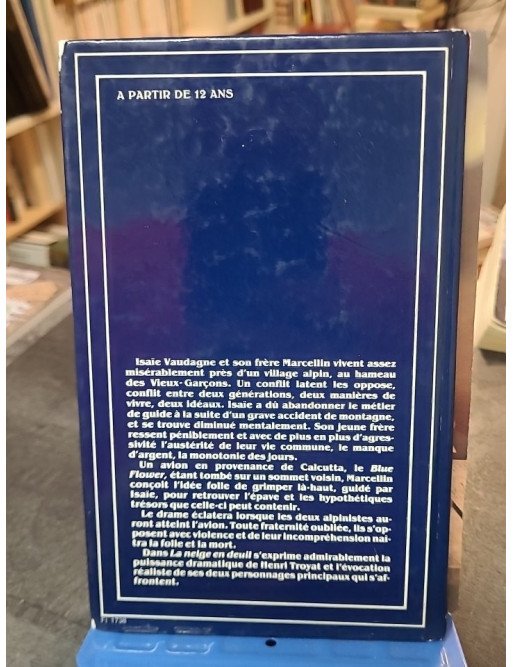 A PARTIR DE 12 ANS
Isaïe Vaudagne et son frère Marcellin vivent assez
misérablement près d'un village alpin, au hameau
des Vieux-Garçons. Un conflit latent les oppose,
conflit entre deux générations, deux manières de
vivre, deux idéaux. Isaïe a dû abandonner le métier
de guide à la suite d'un grave accident de montagne,
et se trouve diminué mentalement. Son jeune frère
ressent péniblement et avec de plus en plus d'agres-
sivité l'austérité de leur vie commune, le manque
d'argent, la monotonie des jours.
Un avion en provenance de Calcutta, le Blue
Flower, étant tombé sur un sommet voisin, Marcellin
conçoit l'idée folle de grimper là-haut, guidé par
Isaïe, pour retrouver l'épave et les hypothétiques
trésors que celle-ci peut contenir.
Le drame éclatera lorsque les deux alpinistes au-
ront atteint l'avion. Toute fraternité oubliée, ils s'op-
posent avec violence et de leur incompréhension naî-
tra la folie et la mort.
Dans La neige en deuil s'exprime admirablement la
puissance dramatique de Henri Troyat et l'évocation
réaliste de ses deux personnages principaux qui s'af-
frontent.